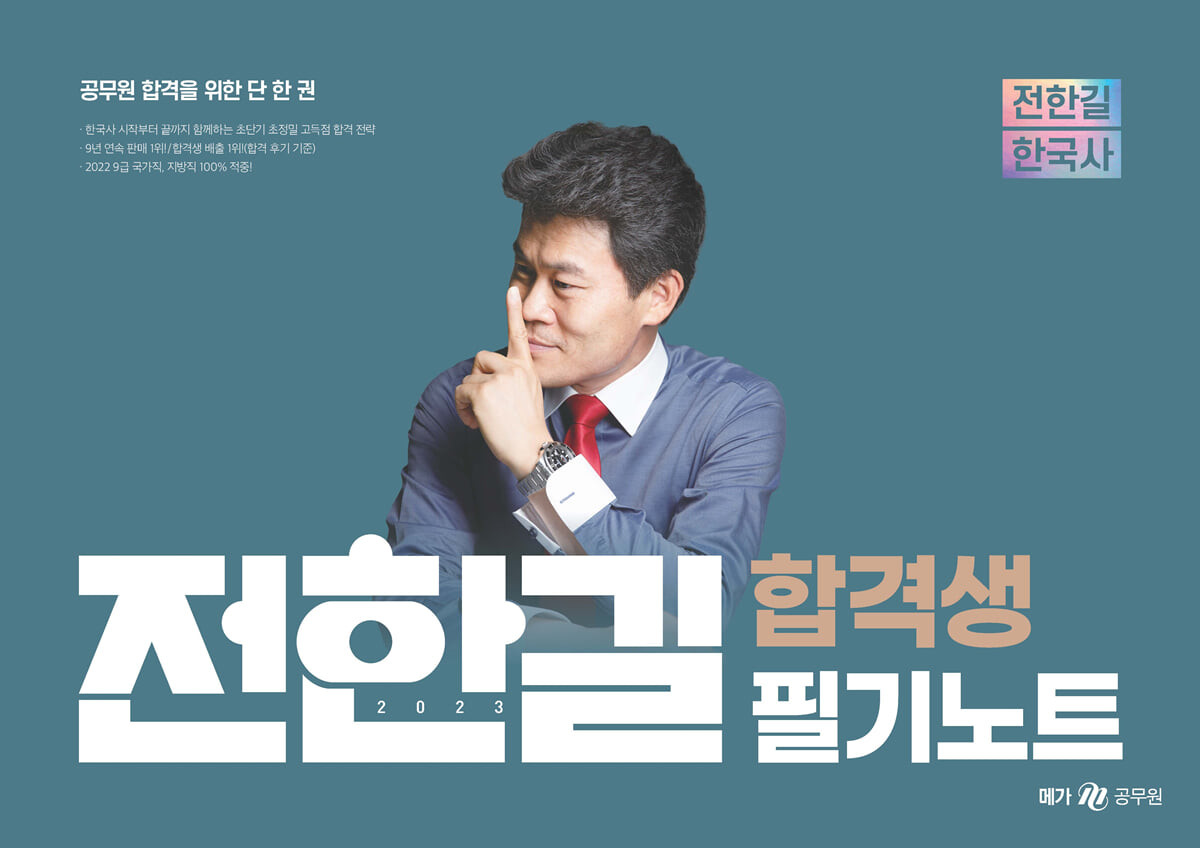 공무원 합격을 위한 단 한 권
· 한국사 시작부터 끝까지 함께하는 초단기 초정밀 고득점 합격 전략
· 9년 연속 판매 1위!/합격생 배출 1위!(합격 후기 기준)
· 2022 9급 국가직, 지방직 100% 적중!
전한길
한국사
전한길
2023
합격생
필기노트
메가 공무원